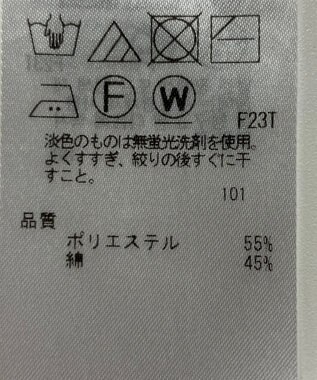 F W
F23T
淡色のものは無蛍光洗剤を使用。
よくすすぎ、絞りの後すぐに干
すこと。
101
品質
ポリエステル 55%
綿 45%